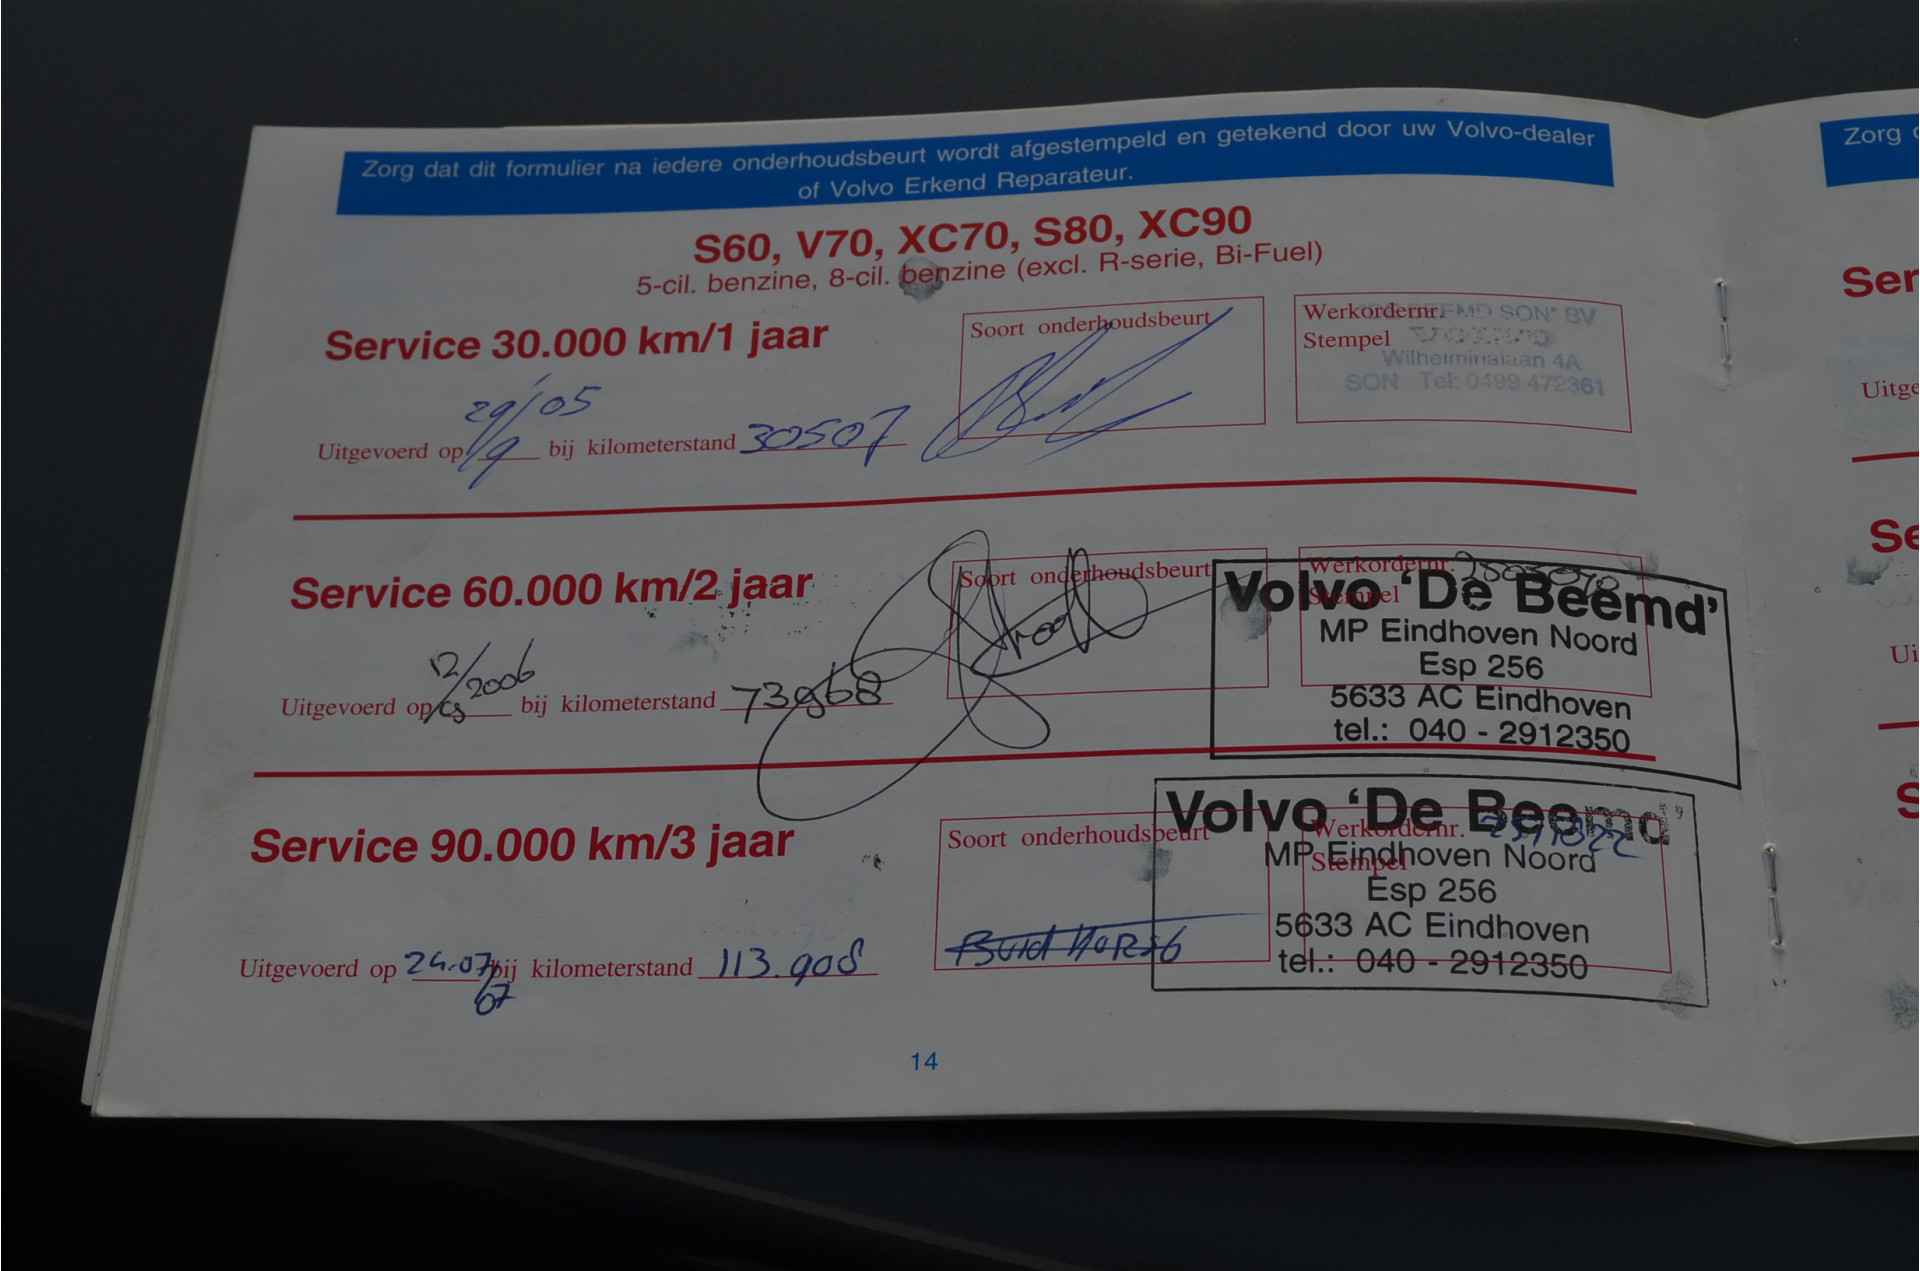 Zorg dat dit formulier na iedere onderhoudsbeurt wordt afgestempeld en getekend door uw Volvo-dealer
of Volvo Erkend Reparateur.
S60, V70, XC70, S80, XC90
5-cil. benzine, 8-cil. benzine (excl. R-serie, Bi-Fuel)
Service 30.000 km/1 jaar
Soort onderhoudsbeurt
Werkordernr. SON' BV
Stempel
Wilhelminalaan 4A
SON Tel: 0499 472361
29/05
Uitgevoerd op /9 bij kilometerstand 30507
Service 60.000 km/2 jaar
Soort onderhoudsbeurt
Werkordernr.
Stempel
Volvo 'De Beemd'
MP Eindhoven Noord
Esp 256
5633 AC Eindhoven
tel.: 040 - 2912350
12/2006
Uitgevoerd op bij kilometerstand 73968
Service 90.000 km/3 jaar
Soort onderhoudsbeurt
Werkordernr.
Stempel
Volvo 'De Beemd'
MP Eindhoven Noord
Esp 256
5633 AC Eindhoven
tel.: 040 - 2912350
Uitgevoerd op 24.07/07 bij kilometerstand 113.908
14
Zorg
Uitge
Ui